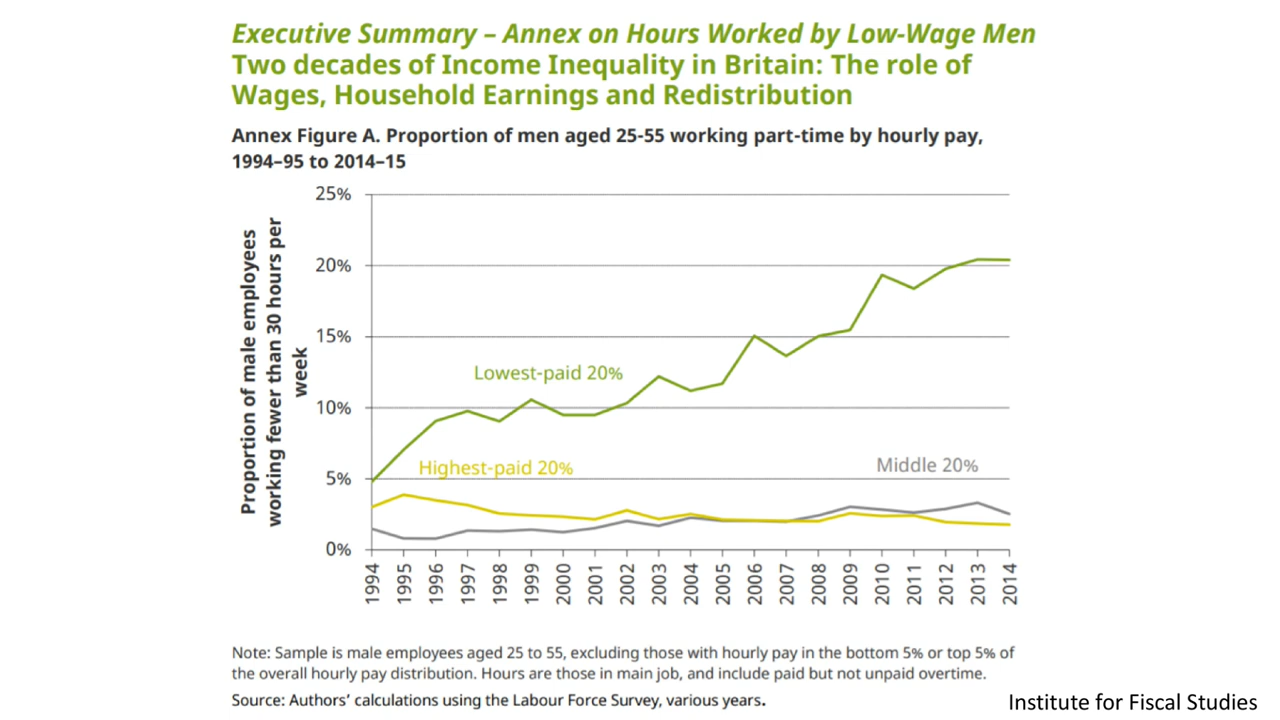 Executive Summary – Annex on Hours Worked by Low-Wage Men
Two decades of Income Inequality in Britain: The role of
Wages, Household Earnings and Redistribution
Annex Figure A. Proportion of men aged 25-55 working part-time by hourly pay,
1994–95 to 2014–15
Proportion of male employees
working fewer than 30 hours per
week
25%
20%
15%
10%
5%
0%
Lowest-paid 20%
Highest-paid 20%
Middle 20%
1994
1995
1996
1997
1998
1999
2000
2001
2002
2003
2004
2005
2006
2007
2008
2009
2010
2011
2012
2013
2014
Note: Sample is male employees aged 25 to 55, excluding those with hourly pay in the bottom 5% or top 5% of
the overall hourly pay distribution. Hours are those in main job, and include paid but not unpaid overtime.
Source: Authors’ calculations using the Labour Force Survey, various years.
Institute for Fiscal Studies